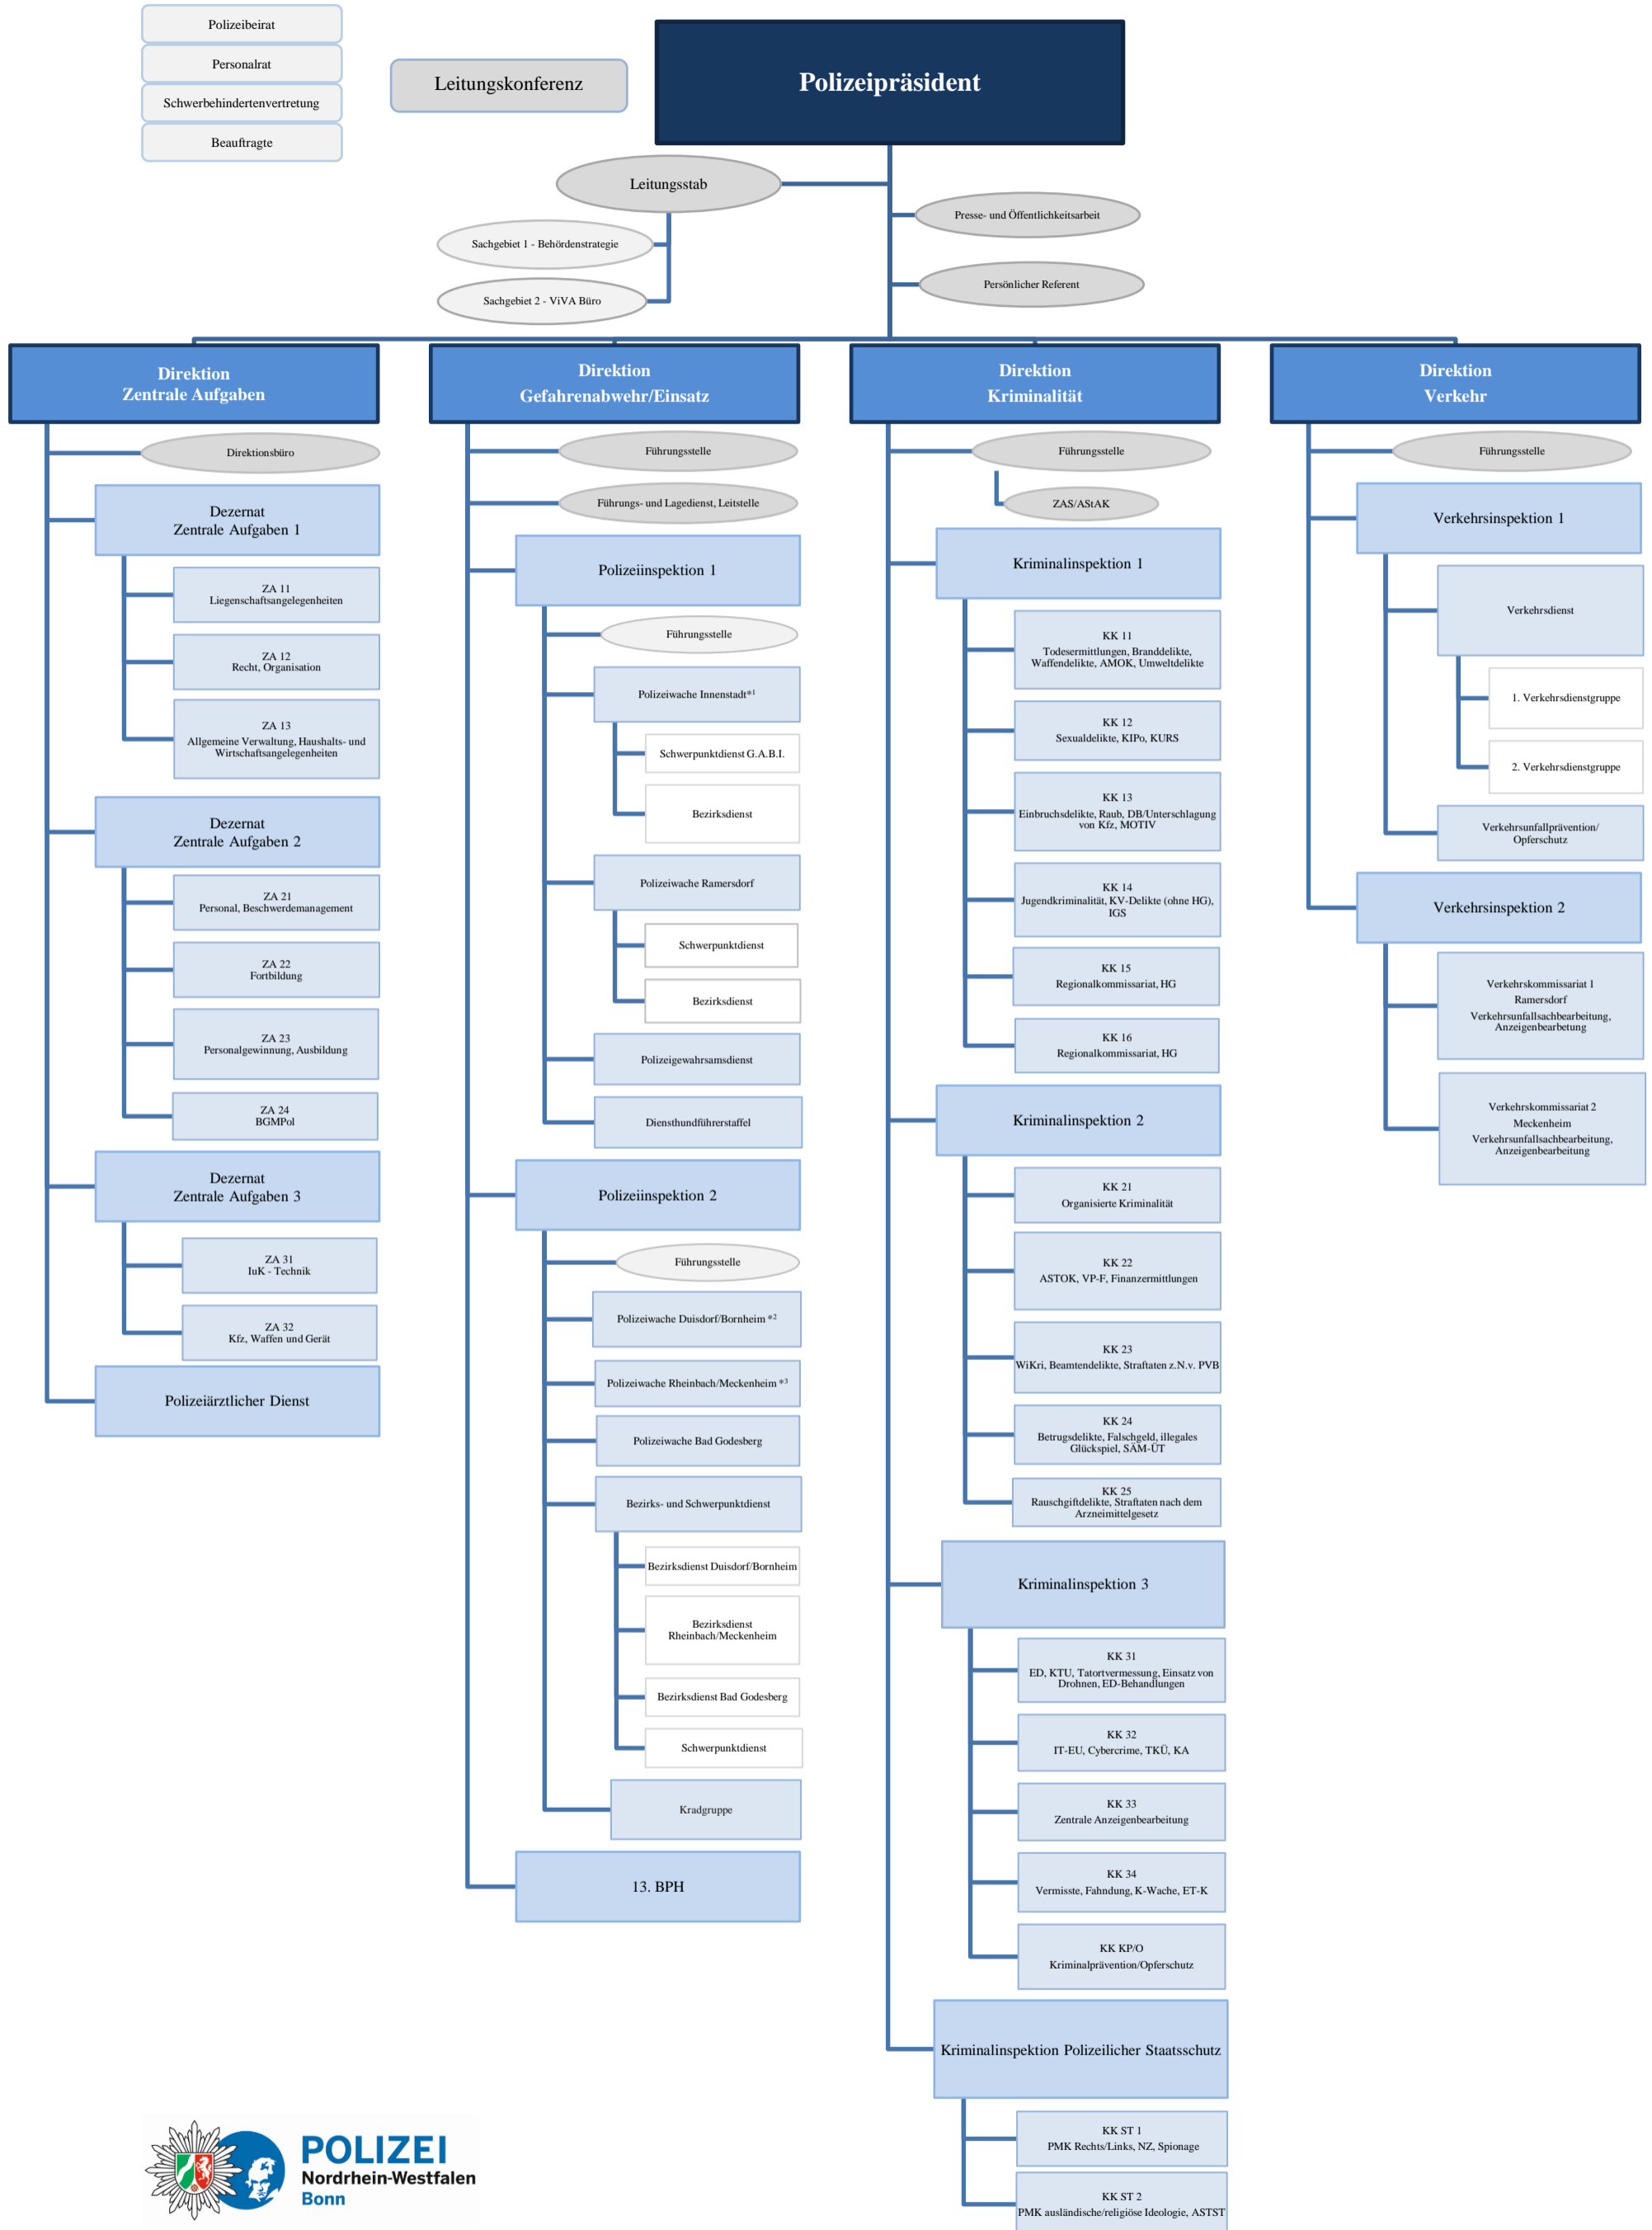 Polizeibeirat
Personalrat
Schwerbehindertenvertretung
Beauftragte
Leitungskonferenz
Polizeipräsident
Leitungsstab
Sachgebiet 1 - Behördenstrategie
Sachgebiet 2 - ViVA Büro
Presse- und Öffentlichkeitsarbeit
Persönlicher Referent
Direktion
Zentrale Aufgaben
Direktionsbüro
Dezernat
Zentrale Aufgaben 1
ZA 11
Liegenschaftsangelegenheiten
ZA 12
Recht, Organisation
ZA 13
Allgemeine Verwaltung, Haushalts- und
Wirtschaftsangelegenheiten
Dezernat
Zentrale Aufgaben 2
ZA 21
Personal, Beschwerdemanagement
ZA 22
Fortbildung
ZA 23
Personalgewinnung, Ausbildung
ZA 24
BGMPol
Dezernat
Zentrale Aufgaben 3
ZA 31
IuK - Technik
ZA 32
Kfz, Waffen und Gerät
Polizeiärztlicher Dienst
Direktion
Gefahrenabwehr/Einsatz
Führungsstelle
Führungs- und Lagedienst, Leitstelle
Polizeiinspektion 1
Führungsstelle
Polizeiwache Innenstadt*1
Schwerpunktdienst G.A.B.I.
Bezirksdienst
Polizeiwache Ramersdorf
Schwerpunktdienst
Bezirksdienst
Polizeigewahrsamsdienst
Diensthundführerstaffel
Polizeiinspektion 2
Führungsstelle
Polizeiwache Duisdorf/Bornheim *2
Polizeiwache Rheinbach/Meckenheim *3
Polizeiwache Bad Godesberg
Bezirks- und Schwerpunktdienst
Bezirksdienst Duisdorf/Bornheim
Bezirksdienst
Rheinbach/Meckenheim
Bezirksdienst Bad Godesberg
Schwerpunktdienst
Kradgruppe
13. BPH
Direktion
Kriminalität
Führungsstelle
ZAS/AStAK
Kriminalinspektion 1
KK 11
Todesermittlungen, Branddelikte,
Waffendelikte, AMOK, Umweltdelikte
KK 12
Sexualdelikte, KIPo, KURS
KK 13
Einbruchsdelikte, Raub, DB/Unterschlagung
von Kfz, MOTIV
KK 14
Jugendkriminalität, KV-Delikte (ohne HG),
IGS
KK 15
Regionalkommissariat, HG
KK 16
Regionalkommissariat, HG
Kriminalinspektion 2
KK 21
Organisierte Kriminalität
KK 22
ASTOK, VP-F, Finanzermittlungen
KK 23
WiKri, Beamtendelikte, Straftaten z.N.v. PVB
KK 24
Betrugsdelikte, Falschgeld, illegales
Glückspiel, SÄM-ÜT
KK 25
Rauschgiftdelikte, Straftaten nach dem
Arzneimittelgesetz
Kriminalinspektion 3
KK 31
ED, KTU, Tatortvermessung, Einsatz von
Drohnen, ED-Behandlungen
KK 32
IT-EU, Cybercrime, TKÜ, KA
KK 33
Zentrale Anzeigenbearbeitung
KK 34
Vermisste, Fahndung, K-Wache, ET-K
KK KP/O
Kriminalprävention/Opferschutz
Kriminalinspektion Polizeilicher Staatsschutz
KK ST 1
PMK Rechts/Links, NZ, Spionage
KK ST 2
PMK ausländische/religiöse Ideologie, ASTST
Direktion
Verkehr
Führungsstelle
Verkehrsinspektion 1
Verkehrsdienst
1. Verkehrsdienstgruppe
2. Verkehrsdienstgruppe
Verkehrsunfallprävention/
Opferschutz
Verkehrsinspektion 2
Verkehrskommissariat 1
Ramersdorf
Verkehrsunfallsachbearbeitung,
Anzeigenbearbetung
Verkehrskommissariat 2
Meckenheim
Verkehrsunfallsachbearbeitung,
Anzeigenbearbeitung
POLIZEI
Nordrhein-Westfalen
Bonn